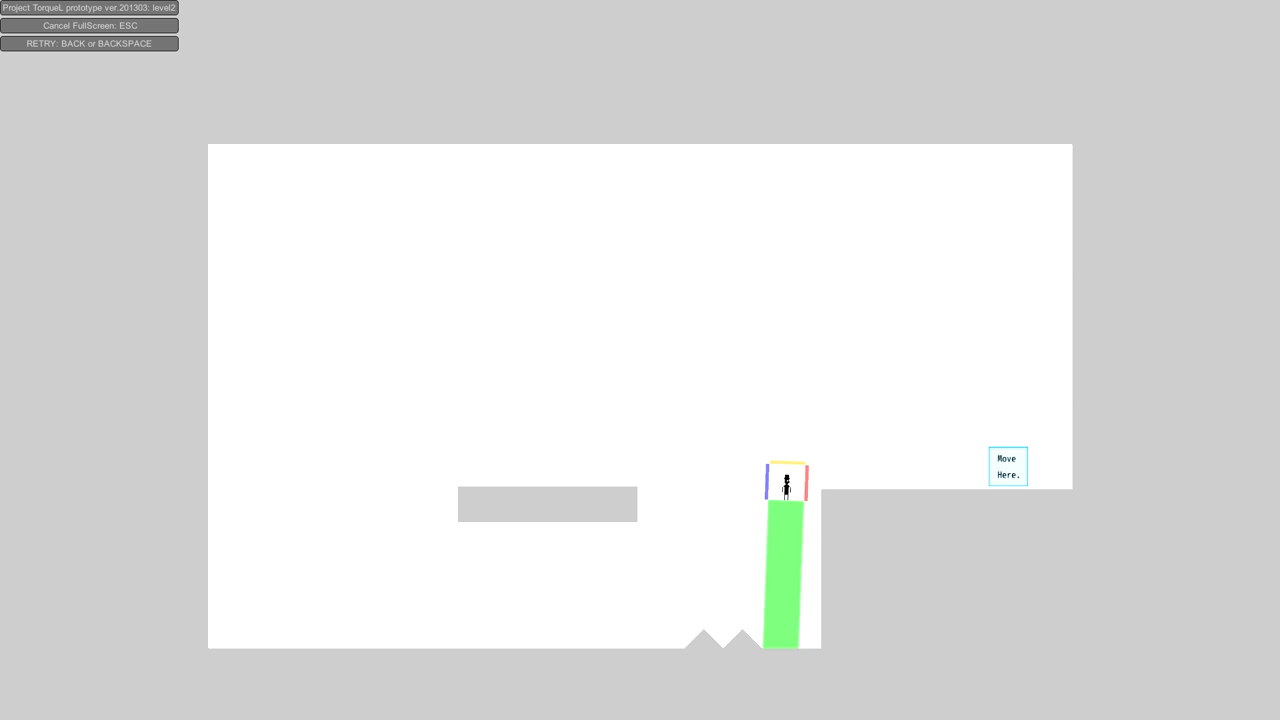 Project TorqueL prototype ver.201303: level2
Cancel FullScreen: ESC
RETRY: BACK or BACKSPACE
Move
Here.